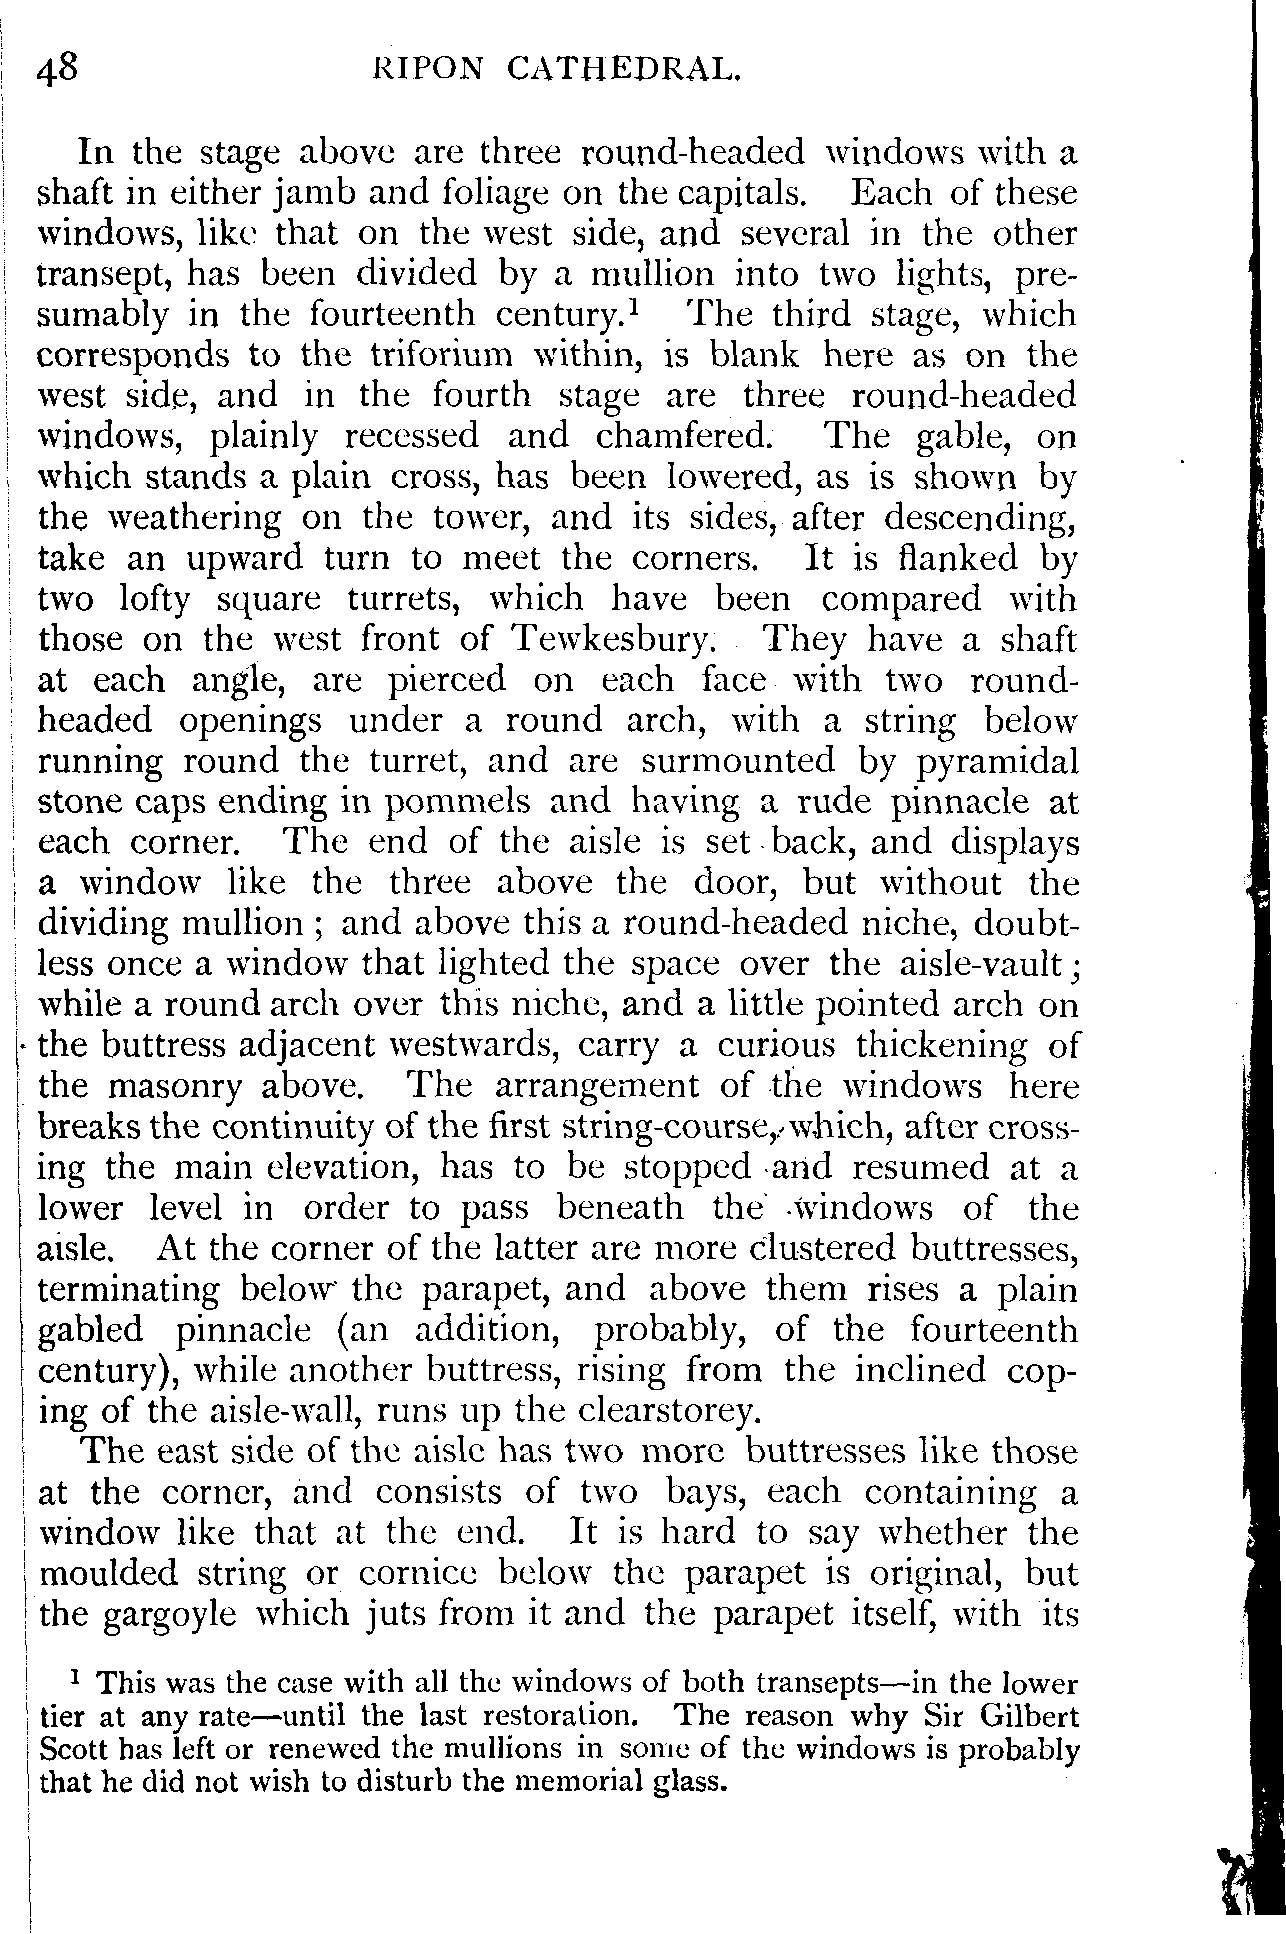 48 RIPON CATHEDRAL.
In the stage above are three round-headed windows with a
shaft in either jamb and foliage on the capitals. Each of these
windows, like that on the west side, and several in the other
transept, has been divided by a mullion into two lights, pre-
sumably in the fourteenth century.¹ The third stage, which
corresponds to the triforium within, is blank here as on the
west side, and in the fourth stage are three round-headed
windows, plainly recessed and chamfered. The gable, on
which stands a plain cross, has been lowered, as is shown by
the weathering on the tower, and its sides, after descending,
take an upward turn to meet the corners. It is flanked by
two lofty square turrets, which have been compared with
those on the west front of Tewkesbury. They have a shaft
at each angle, are pierced on each face with two round-
headed openings under a round arch, with a string below
running round the turret, and are surmounted by pyramidal
stone caps ending in pommels and having a rude pinnacle at
each corner. The end of the aisle is set back, and displays
a window like the three above the door, but without the
dividing mullion ; and above this a round-headed niche, doubt-
less once a window that lighted the space over the aisle-vault ;
while a round arch over this niche, and a little pointed arch on
the buttress adjacent westwards, carry a curious thickening of
the masonry above. The arrangement of the windows here
breaks the continuity of the first string-course, which, after cross-
ing the main elevation, has to be stopped and resumed at a
lower level in order to pass beneath the windows of the
aisle. At the corner of the latter are more clustered buttresses,
terminating below the parapet, and above them rises a plain
gabled pinnacle (an addition, probably, of the fourteenth
century), while another buttress, rising from the inclined cop-
ing of the aisle-wall, runs up the clearstorey.
The east side of the aisle has two more buttresses like those
at the corner, and consists of two bays, each containing a
window like that at the end. It is hard to say whether the
moulded string or cornice below the parapet is original, but
the gargoyle which juts from it and the parapet itself, with its
¹ This was the case with all the windows of both transepts—in the lower
tier at any rate—until the last restoration. The reason why Sir Gilbert
Scott has left or renewed the mullions in some of the windows is probably
that he did not wish to disturb the memorial glass.